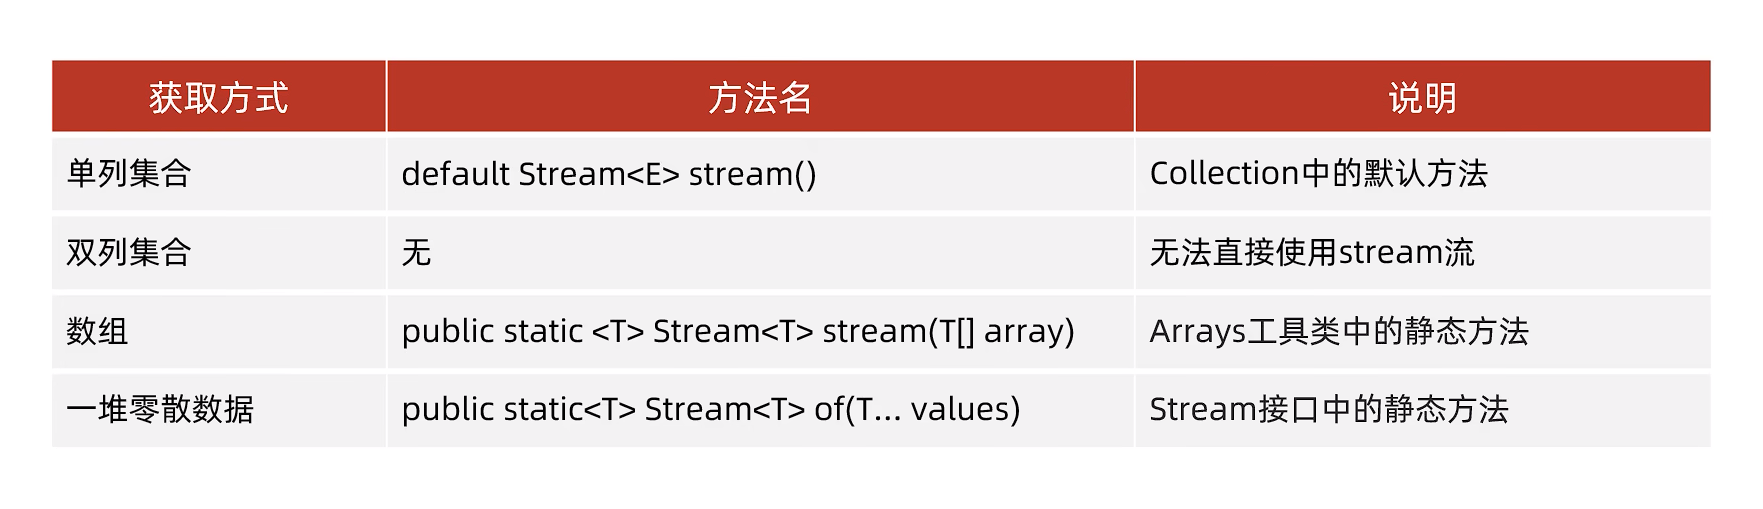 获取方式 方法名 说明
单列集合 default Stream<E> stream() Collection中的默认方法
双列集合 无 无法直接使用stream流
数组 public static <T> Stream<T> stream(T[] array) Arrays工具类中的静态方法
一堆零散数据 public static<T> Stream<T> of(T... values) Stream接口中的静态方法